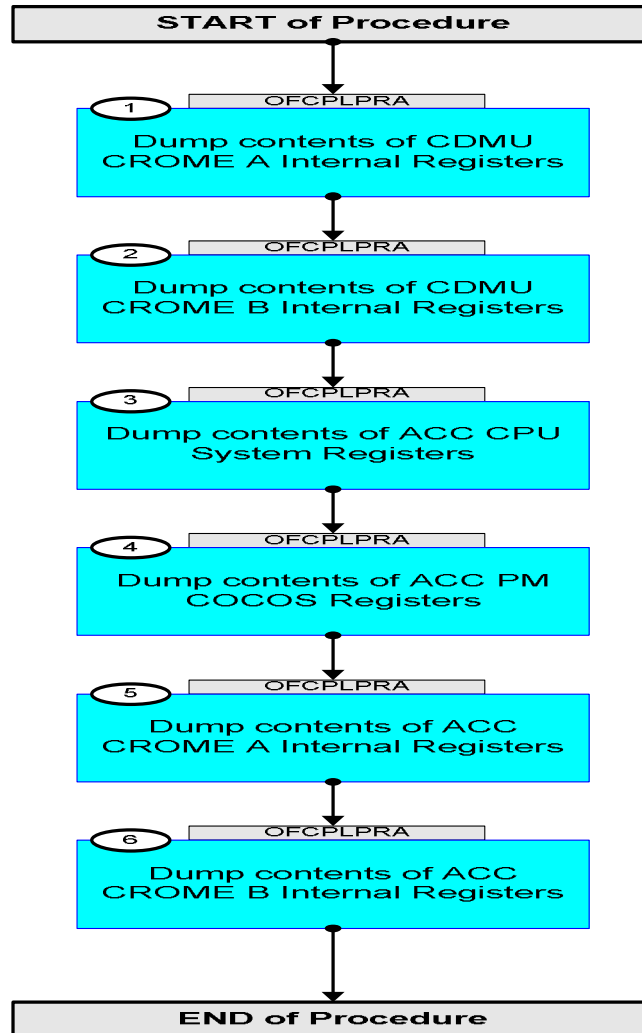 START of Procedure
OFCPLPRA
1
Dump contents of CDMU
CROME A Internal Registers
OFCPLPRA
2
Dump contents of CDMU
CROME B Internal Registers
OFCPLPRA
3
Dump contents of ACC CPU
System Registers
OFCPLPRA
4
Dump contents of ACC PM
COCOS Registers
OFCPLPRA
5
Dump contents of ACC
CROME A Internal Registers
OFCPLPRA
6
Dump contents of ACC
CROME B Internal Registers
END of Procedure